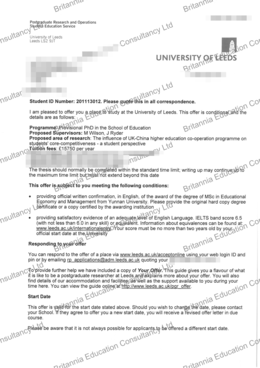 Postgraduate Research and Operations
Student Education Service
University of Leeds
Leeds LS2 9JT
UNIVERSITY OF LEEDS
Student ID Number: 201113012. Please quote this in all correspondence.
I am pleased to offer you a place to study at the University of Leeds. This offer is conditional and the
details are as follows
Programme: Provisional PhD in the School of Education
Proposed Supervisors: M Wilson, J Ryder
Proposed area of research: The influence of UK-China higher education co-operation programme on
students' core-competitiveness - a student perspective
Tuition fees: £15750 per year
The thesis should normally be completed within the standard time limit; writing up may continue up to
the maximum time limit but must not extend beyond this date
This offer is subject to you meeting the following conditions:
• providing official written confirmation, in English, of the award of the degree of MSc in Educational
Economy and Management from Yunnan University. Please provide the original hard copy degree
certificate or a copy certified by the awarding institution
• providing satisfactory evidence of an adequate level of English Language. IELTS band score 6.5
(with not less than 6.0 in any skill) or equivalent. Information about equivalencies can be found at
www.leeds.ac.uk/internationalentry. Your score must be no more than two years old by your
official start date at the University
Responding to your offer
You can respond to the offer of a place via www.leeds.ac.uk/acceptonline using your web login ID and
pin or by emailing rp_applications@adm.leeds.ac.uk quoting your
To provide further help we have included a copy of Your Offer. This guide gives you a flavour of what
it is like to be a postgraduate researcher at Leeds and explains more about your offer. You will also
find details of our accommodation and facilities as well as the support available to you during your
time here. You can view the guide online at http://www.leeds.ac.uk/pgr_offer.
Start Date
This offer is valid for the start date stated above. Should you wish to change the date, please contact
your School. If they agree to offer you a new start date, you will receive a revised offer letter in due
course.
Please be aware that it is not always possible for applicants to be offered a different start date.
Britannia Education Consultancy Ltd